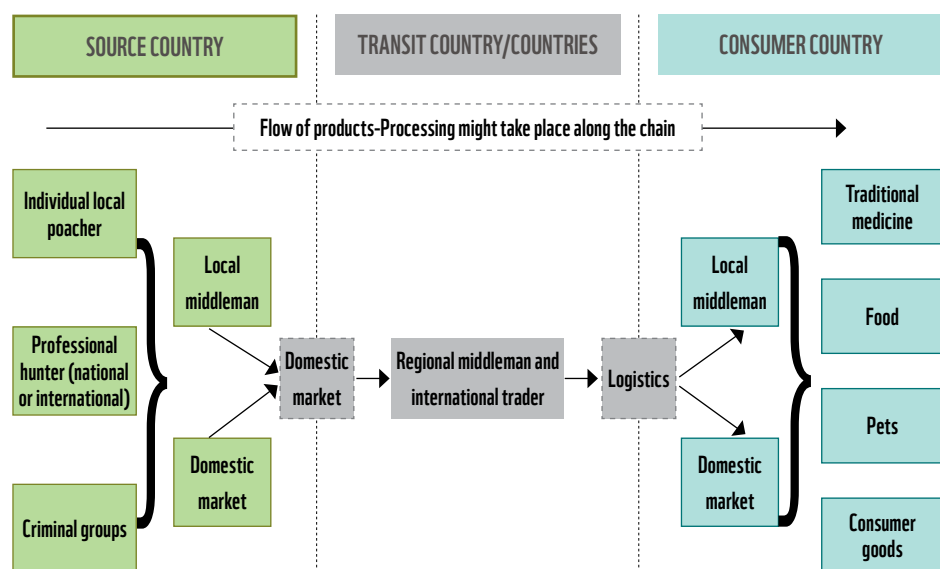 SOURCE COUNTRY
TRANSIT COUNTRY/COUNTRIES
CONSUMER COUNTRY
Flow of products-Processing might take place along the chain
Individual local
poacher
Professional
hunter (national
or international)
Criminal groups
Local
middleman
Domestic
market
Domestic
market
Regional middleman and
international trader
Logistics
Local
middleman
Domestic
market
Traditional
medicine
Food
Pets
Consumer
goods